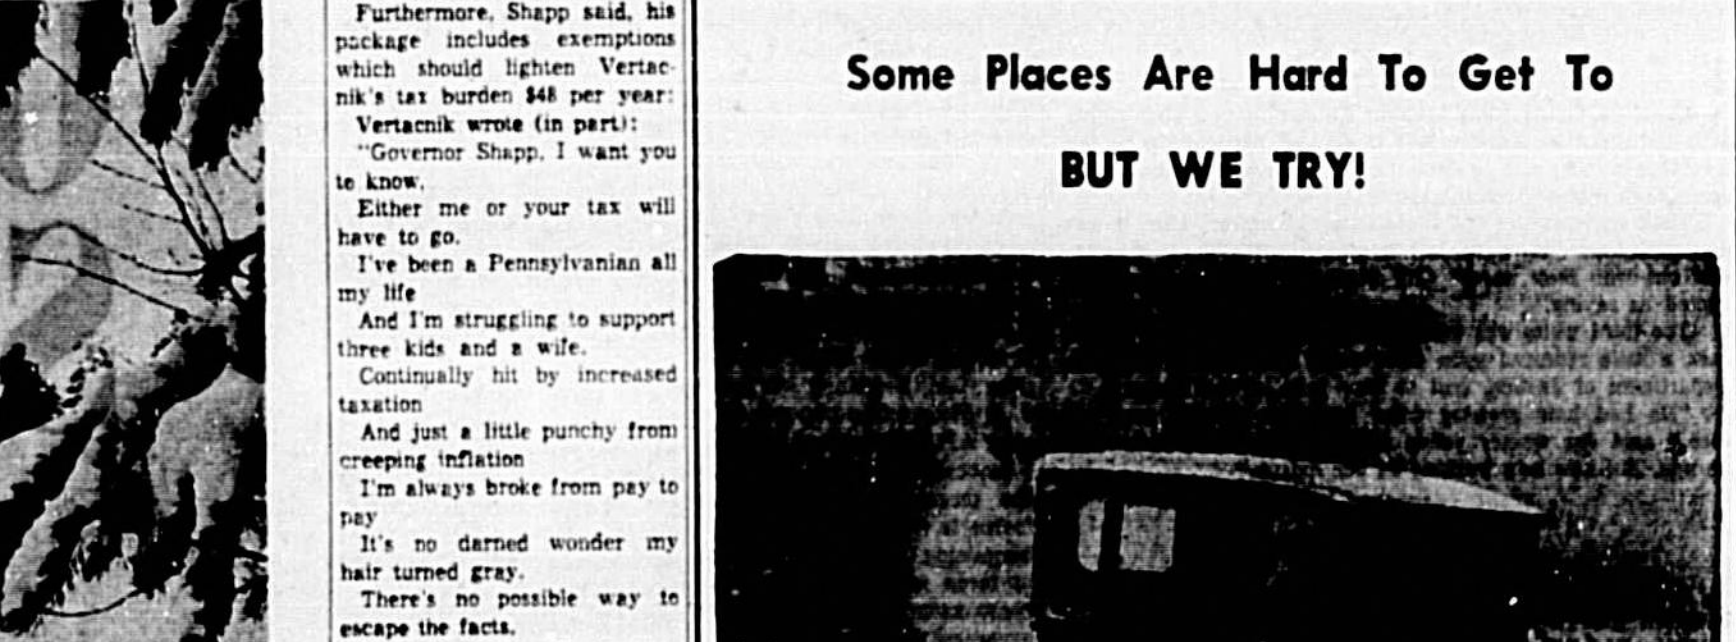 Furthermore, Shapp said, his
package includes exemptions
which should lighten Vertac-
nik's tax burden $48 per year:
Vertacnik wrote (in part):
"Governor Shapp, I want you
to know,
Either me or your tax will
have to go.
I've been a Pennsylvanian all
my life
And I'm struggling to support
three kids and a wife.
Continually hit by increased
taxation
And just a little punchy from
creeping inflation
I'm always broke from pay to
pay
It's no darned wonder my
hair turned gray.
There's no possible way to
escape the facts,
Some Places Are Hard To Get To
BUT WE TRY!